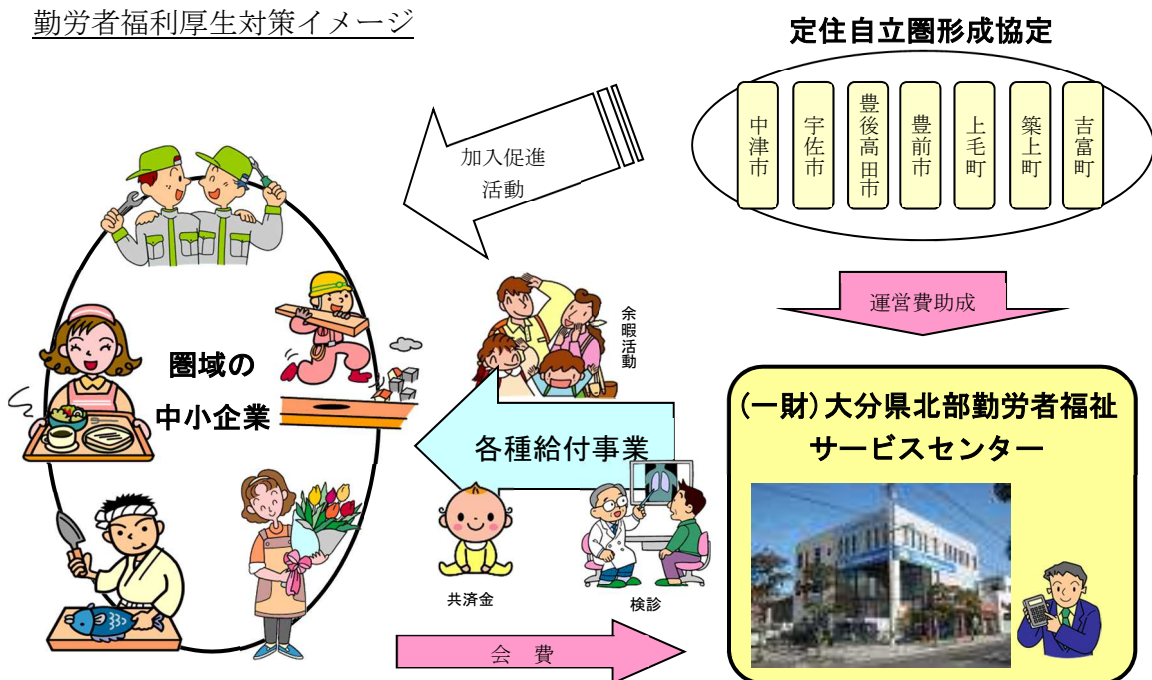 勤労者福利厚生対策イメージ
定住自立圏形成協定
中津市
宇佐市
豊後高田市
豊前市
上毛町
築上町
吉富町
加入促進
活動
運営費助成
余暇活動
圏域の
中小企業
各種給付事業
(一財)大分県北部勤労者福祉
サービスセンター
共済金
検診
会　費